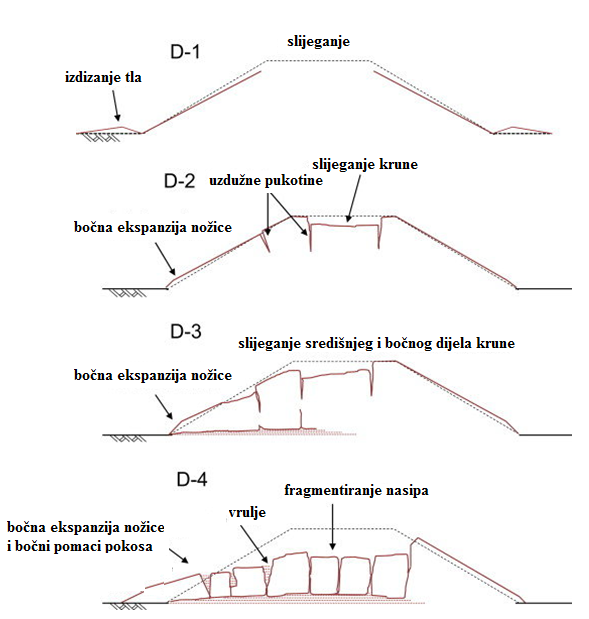 slijeganje
D-1
izdizanje tla
slijeganje krune
D-2
uzdužne pukotine
bočna ekspanzija nožice
D-3
slijeganje središnjeg i bočnog dijela krune
bočna ekspanzija nožice
D-4
fragmentiranje nasipa
vrulje
bočna ekspanzija nožice
i bočni pomaci pokosa